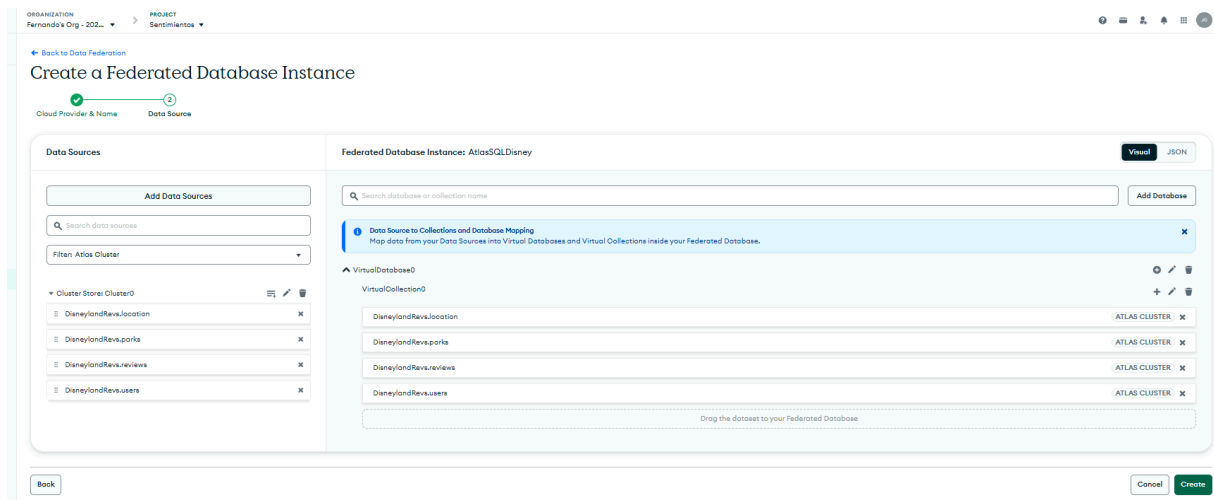 ORGANIZATION
Fernando's Org - 202...
PROJECT
Sentimientos
Back to Data Federation
Create a Federated Database Instance
2
Cloud Provider & Name
Data Source
Data Sources
Federated Database Instance: AtlasSQLDisney
Visual
JSON
Add Data Sources
Search database or collection name
Add Database
Search data sources
Data Source to Collections and Database Mapping
Map data from your Data Sources into Virtual Databases and Virtual Collections inside your Federated Database.
Filter: Atlas Cluster
VirtualDatabase0
VirtualCollection0
Cluster Store: Cluster0
DisneylandRevs.location
DisneylandRevs.parks
DisneylandRevs.reviews
DisneylandRevs.users
DisneylandRevs.location
ATLAS CLUSTER
DisneylandRevs.parks
ATLAS CLUSTER
DisneylandRevs.reviews
ATLAS CLUSTER
DisneylandRevs.users
ATLAS CLUSTER
Drag the dataset to your Federated Database
Back
Cancel
Create